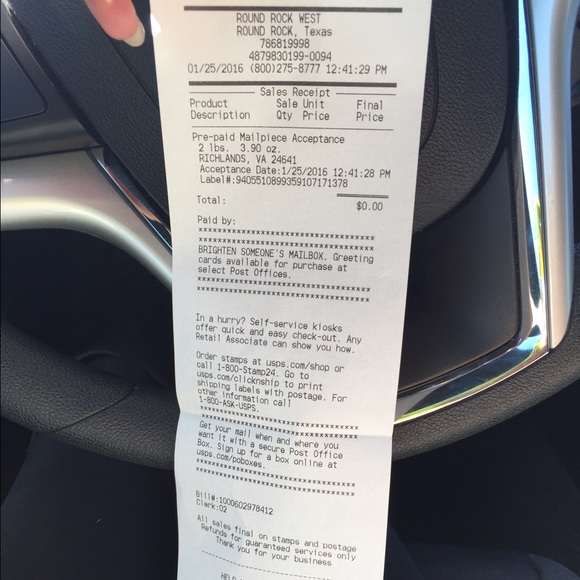 ROUND ROCK WEST
ROUND ROCK, Texas
786819998
4879830199-0094
01/25/2016 (800)275-8777 12:41:29 PM
Sales Receipt
Product Sale Unit Final
Description Qty Price Price
Pre-paid Mailpiece Acceptance
2 lbs. 3.90 oz.
RICHLANDS, VA 24641
Acceptance Date:1/25/2016 12:41:28 PM
Label#:9405510899359107171378
Total: $0.00
Paid by:
***********************************
***********************************
BRIGHTEN SOMEONE'S MAILBOX. Greeting
cards available for purchase at
select Post Offices.
***********************************
***********************************
In a hurry? Self-service kiosks
offer quick and easy check-out. Any
Retail Associate can show you how.
Order stamps at usps.com/shop or
call 1-800-Stamp24. Go to
usps.com/clicknship to print
shipping labels with postage. For
other information call
1-800-ASK-USPS.
***********************************
***********************************
Get your mail when and where you
want it with a secure Post Office
Box. Sign up for a box online at
usps.com/poboxes.
***********************************
***********************************
Bill#:1000602978412
Clerk:02
All sales final on stamps and postage
Refunds for guaranteed services only
Thank you for your business